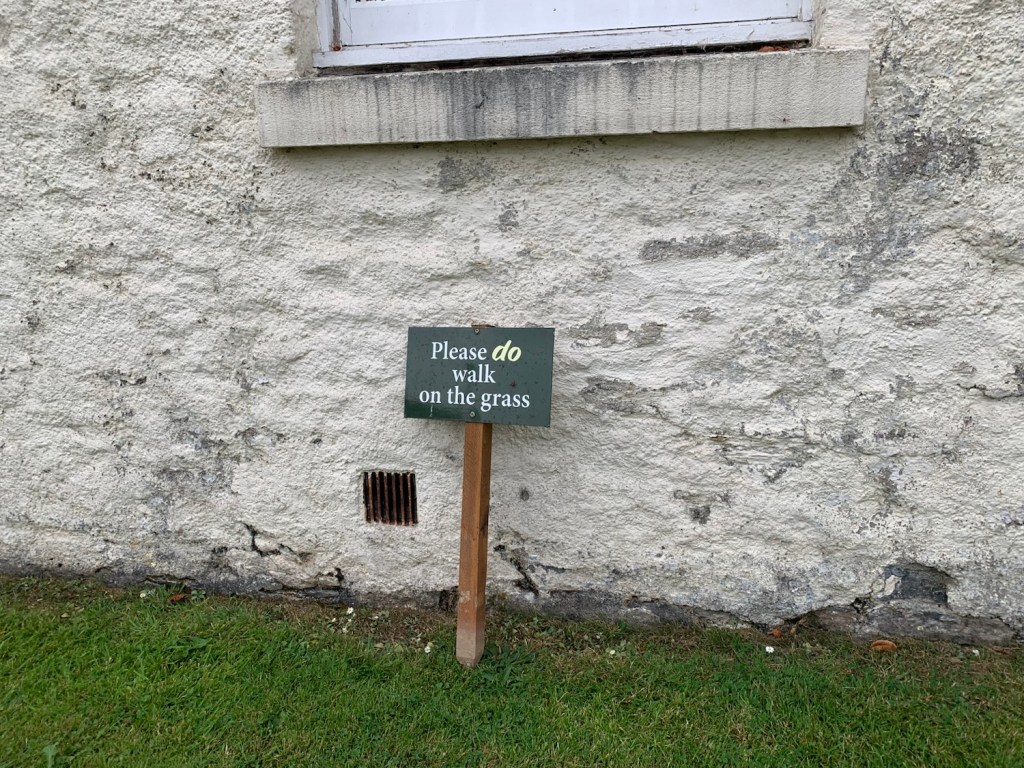 Please do
walk
on the grass